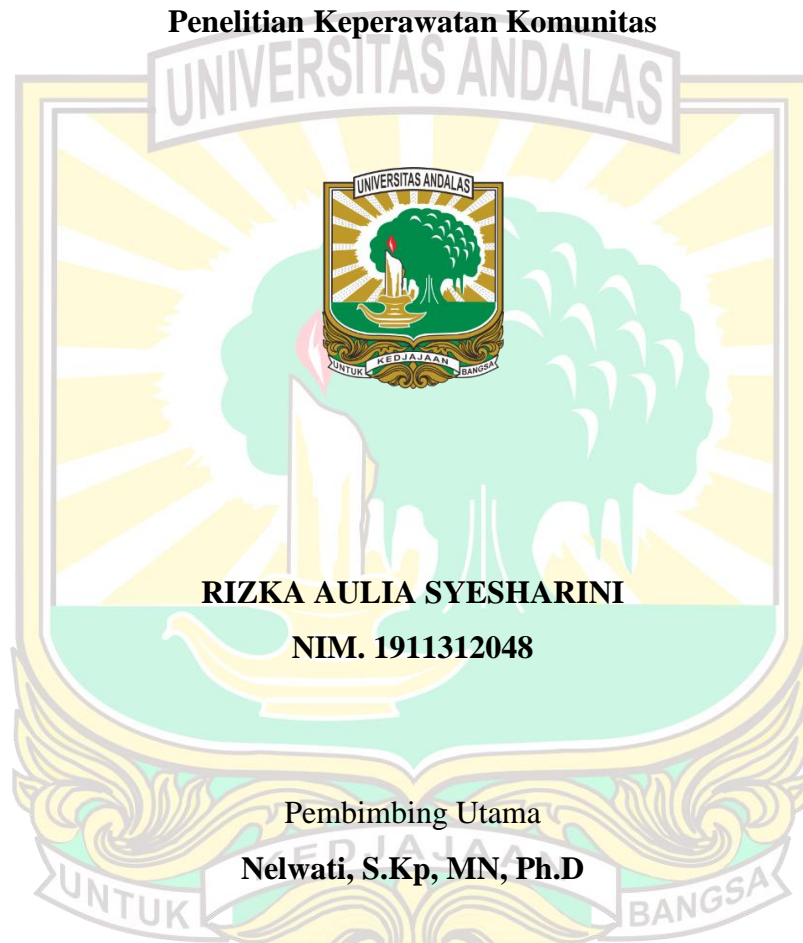 Penelitian Keperawatan Komunitas
UNIVERSITAS ANDALAS
UNIVERSITAS ANDALAS
UNTUK KEDJAJAAN BANGSA
RIZKA AULIA SYESHARINI
NIM. 1911312048
Pembimbing Utama
Nelwati, S.Kp, MN, Ph.D
UNTUK KEDJAJAAN BANGSA